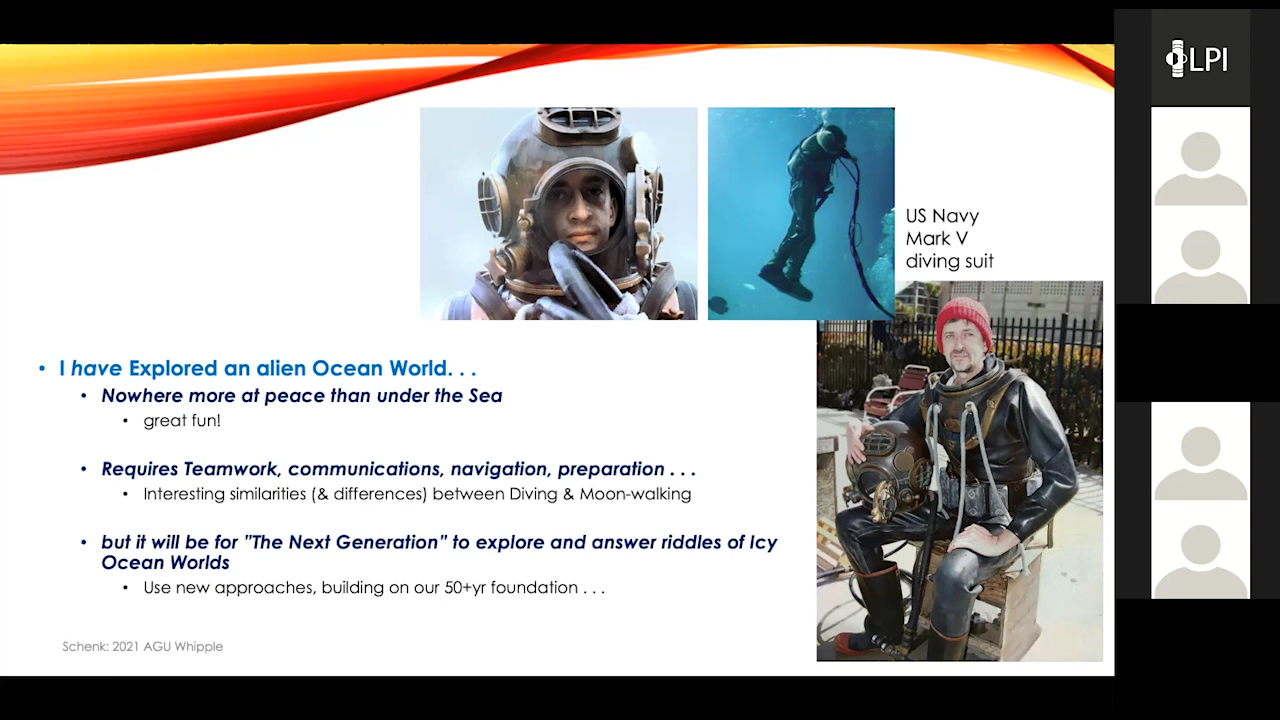 LPI
US Navy
Mark V
diving suit
• I have Explored an alien Ocean World. . .
• Nowhere more at peace than under the Sea
• great fun!
• Requires Teamwork, communications, navigation, preparation . . .
• Interesting similarities (& differences) between Diving & Moon-walking
• but it will be for "The Next Generation" to explore and answer riddles of Icy
Ocean Worlds
• Use new approaches, building on our 50+yr foundation . . .
Schenk: 2021 AGU Whipple